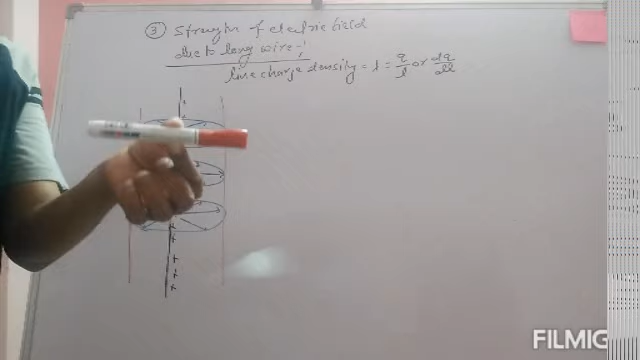 ③ Strength of electric field
due to long wire :-
line charge density = λ = q/l or dq/dl
+
+
+
+
+
+
FILMIG